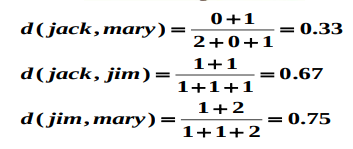 d(jack,mary) = (0+1)/(2+0+1) = 0.33
d(jack,jim) = (1+1)/(1+1+1) = 0.67
d(jim,mary) = (1+2)/(1+1+2) = 0.75